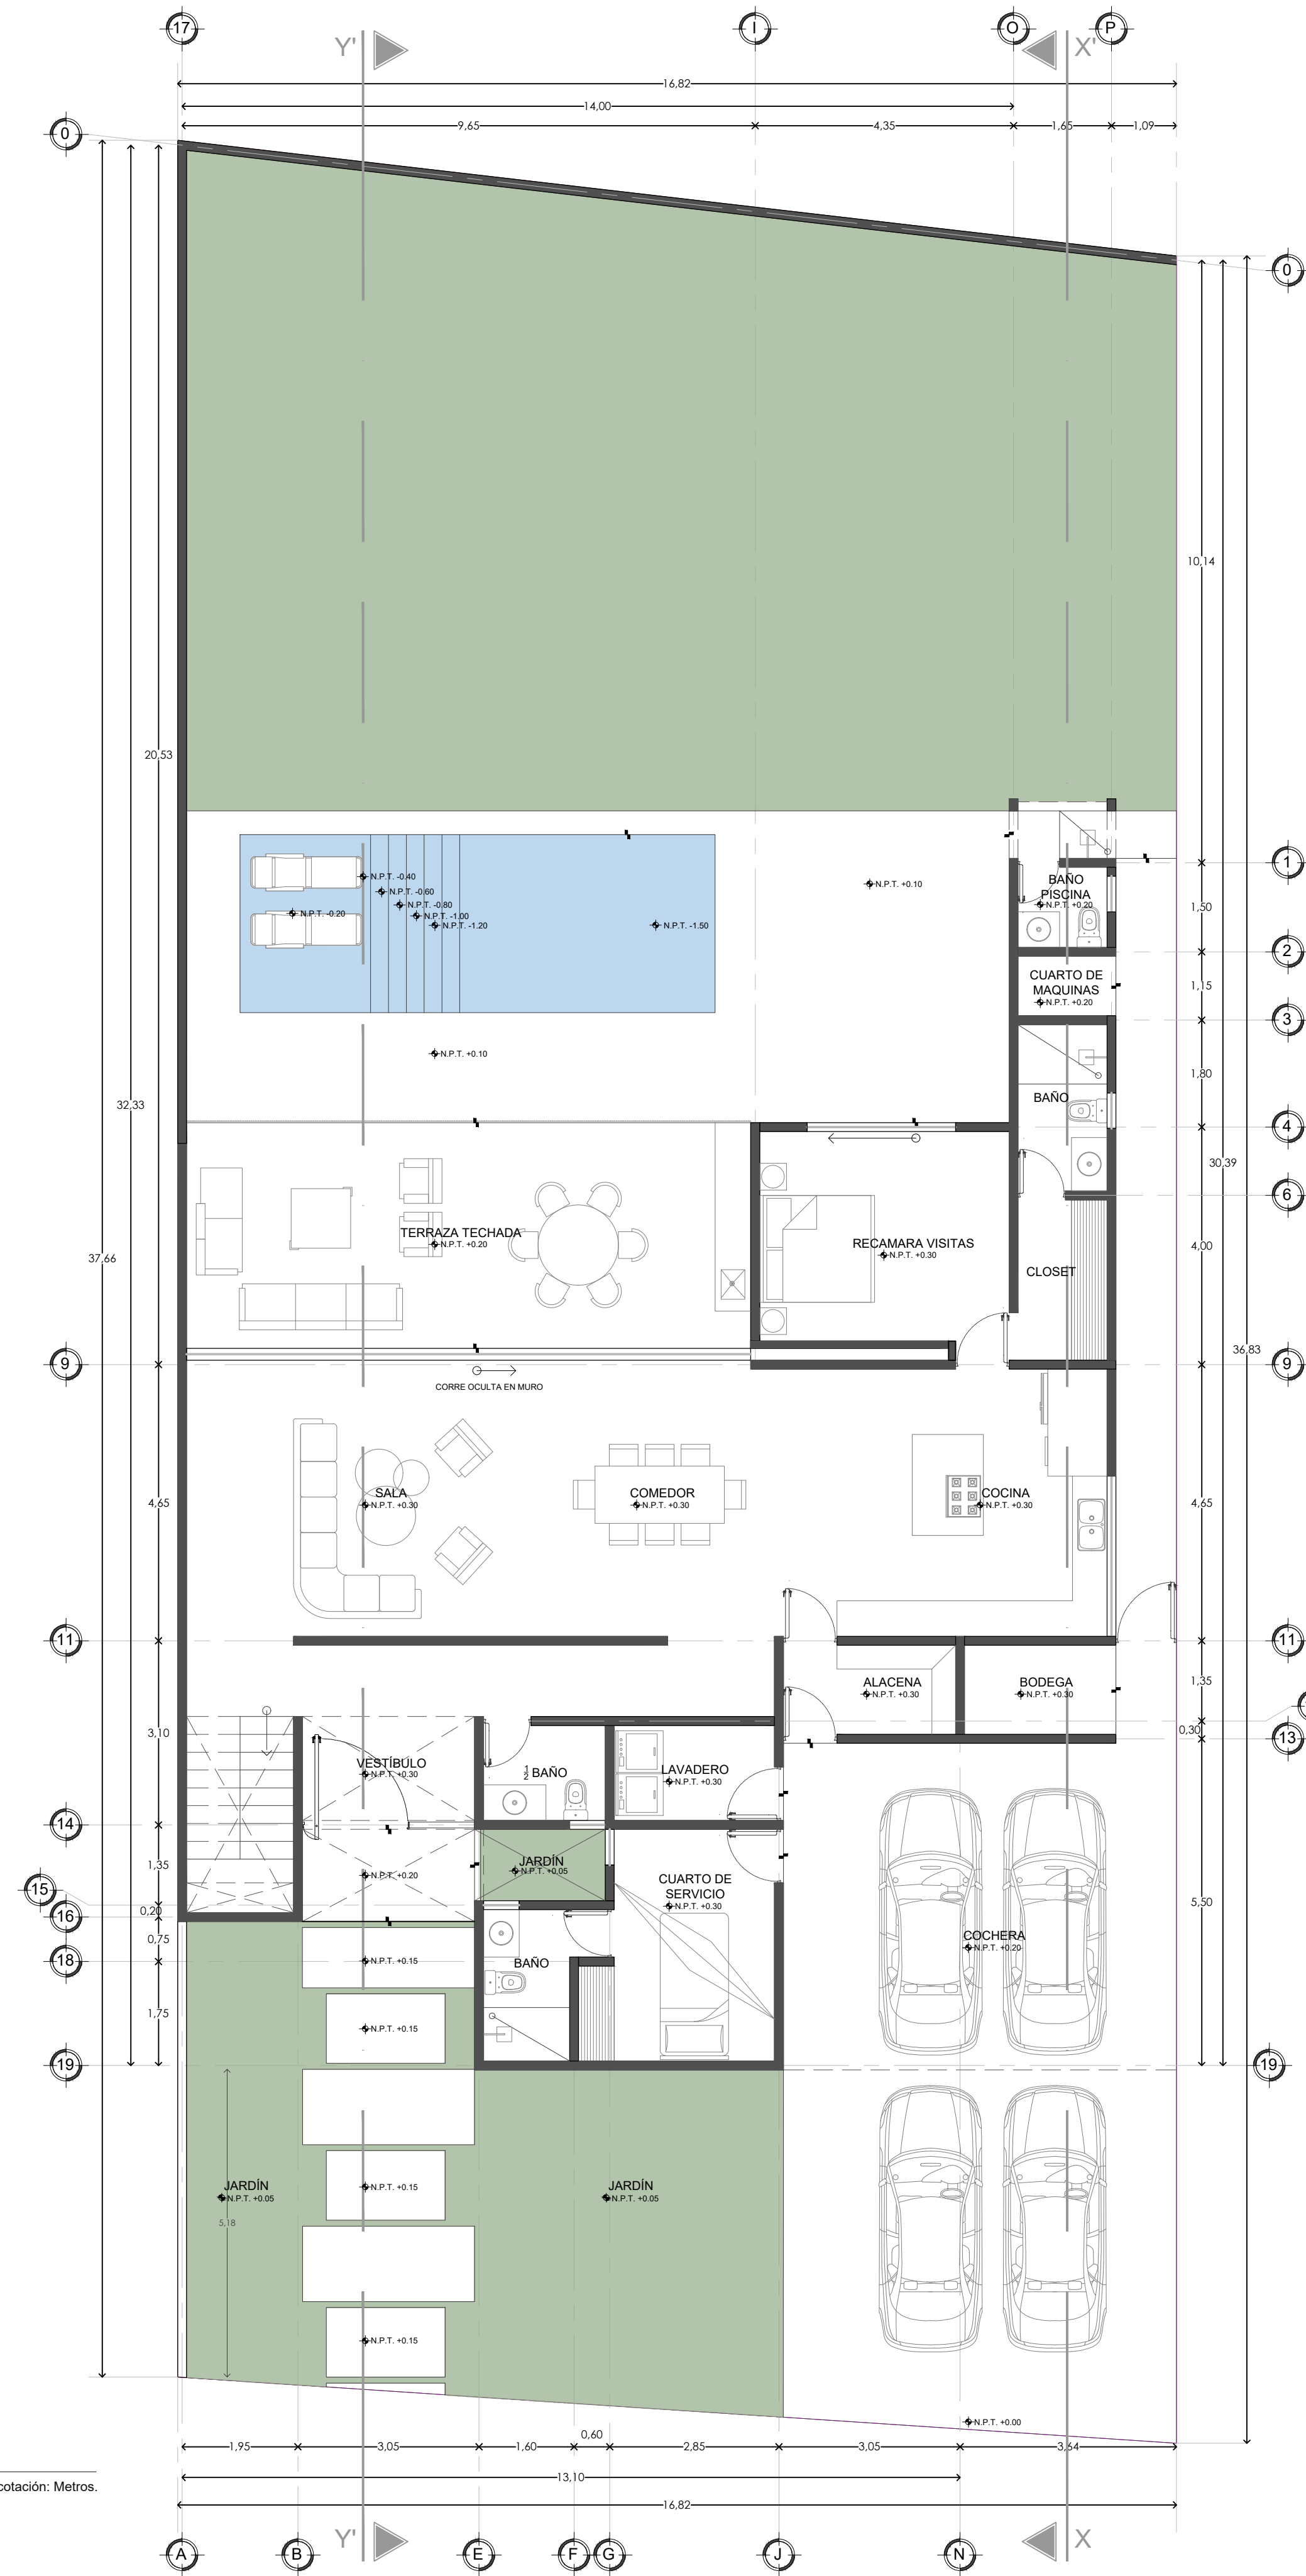 17
I
O
P
Y'
X'
16,82
14,00
9,65
4,35
1,65
1,09
0
0
10,14
20,53
N.P.T. -0.40
N.P.T. -0.60
N.P.T. -0.80
N.P.T. -0.20
N.P.T. -1.00
N.P.T. -1.20
N.P.T. -1.50
N.P.T. +0.10
BAÑO
PISCINA
N.P.T. +0.20
1
1,50
2
CUARTO DE
MAQUINAS
N.P.T. +0.20
1,15
3
N.P.T. +0.10
1,80
BAÑO
32,33
4
30,39
6
TERRAZA TECHADA
N.P.T. +0.20
RECAMARA VISITAS
N.P.T. +0.30
CLOSET
4,00
37,66
36,83
9
9
CORRE OCULTA EN MURO
SALA
N.P.T. +0.30
COMEDOR
N.P.T. +0.30
COCINA
N.P.T. +0.30
4,65
4,65
11
11
ALACENA
N.P.T. +0.30
BODEGA
N.P.T. +0.30
1,35
0,30
13
3,10
VESTÍBULO
N.P.T. +0.30
1/2 BAÑO
LAVADERO
N.P.T. +0.30
14
1,35
N.P.T. +0.20
JARDÍN
N.P.T. +0.05
CUARTO DE
SERVICIO
N.P.T. +0.30
15
0,20
16
5,50
0,75
COCHERA
N.P.T. +0.20
18
N.P.T. +0.15
BAÑO
1,75
N.P.T. +0.15
19
19
JARDÍN
N.P.T. +0.05
N.P.T. +0.15
JARDÍN
N.P.T. +0.05
5,18
N.P.T. +0.15
N.P.T. +0.00
0,60
1,95
3,05
1,60
2,85
3,05
3,64
13,10
cotación: Metros.
16,82
Y'
X
A
B
E
F
G
J
N